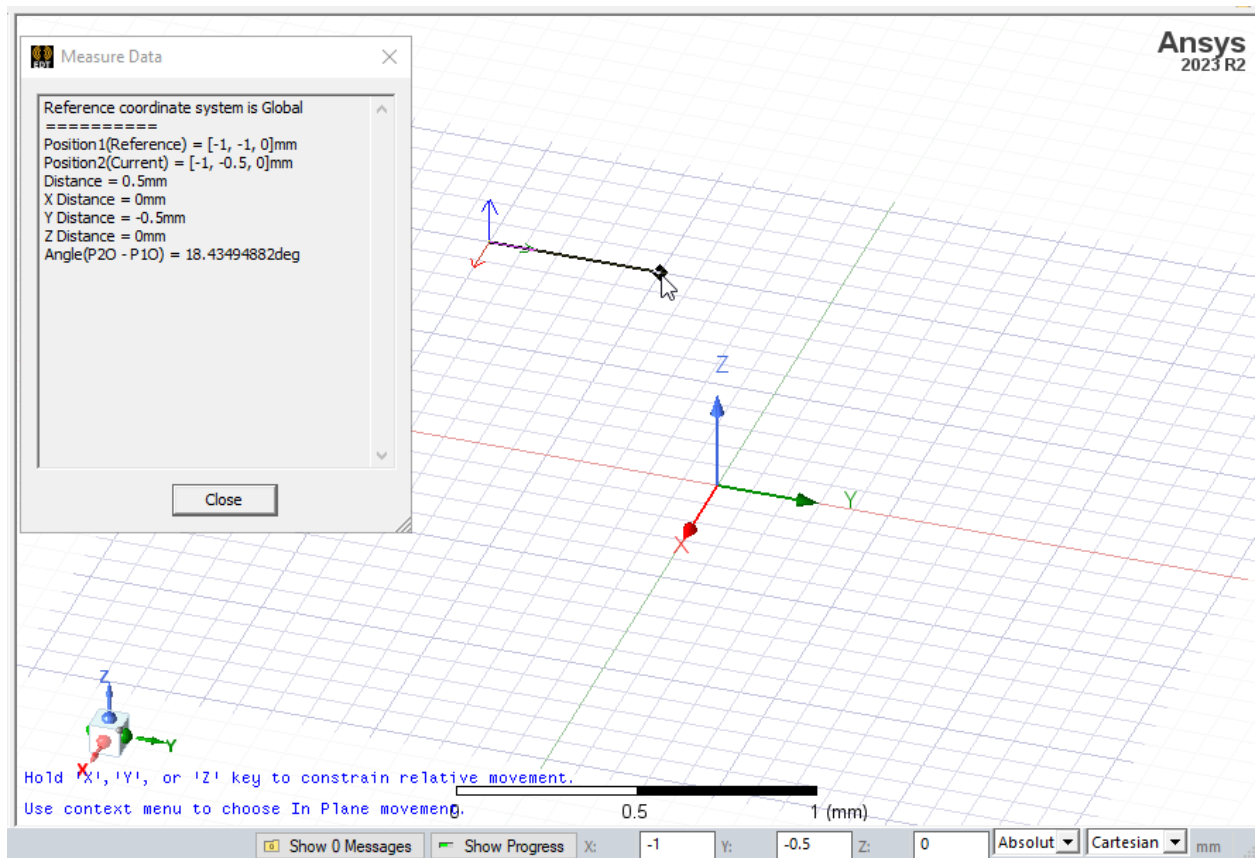 Ansys
2023 R2
EDT
Measure Data
Reference coordinate system is Global
==========
Position1(Reference) = [-1, -1, 0]mm
Position2(Current) = [-1, -0.5, 0]mm
Distance = 0.5mm
X Distance = 0mm
Y Distance = -0.5mm
Z Distance = 0mm
Angle(P2O - P1O) = 18.43494882deg
Close
Z
Y
X
Z
Y
X
Hold 'X','Y', or 'Z' key to constrain relative movement.
Use context menu to choose In Plane movement.
0 0.5 1 (mm)
Show 0 Messages Show Progress X: -1 Y: -0.5 Z: 0 Absolut Cartesian mm